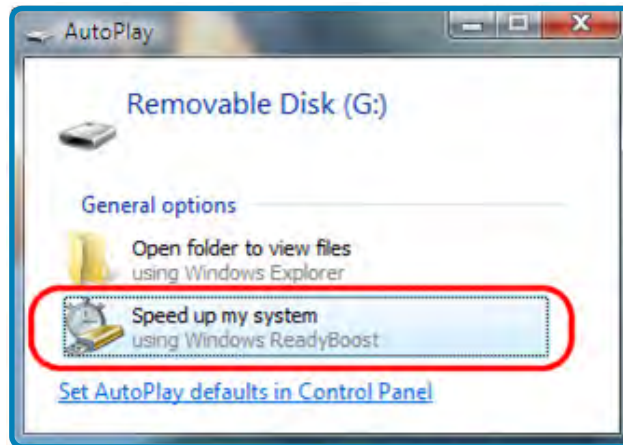 AutoPlay
Removable Disk (G:)
General options
Open folder to view files
using Windows Explorer
Speed up my system
using Windows ReadyBoost
Set AutoPlay defaults in Control Panel